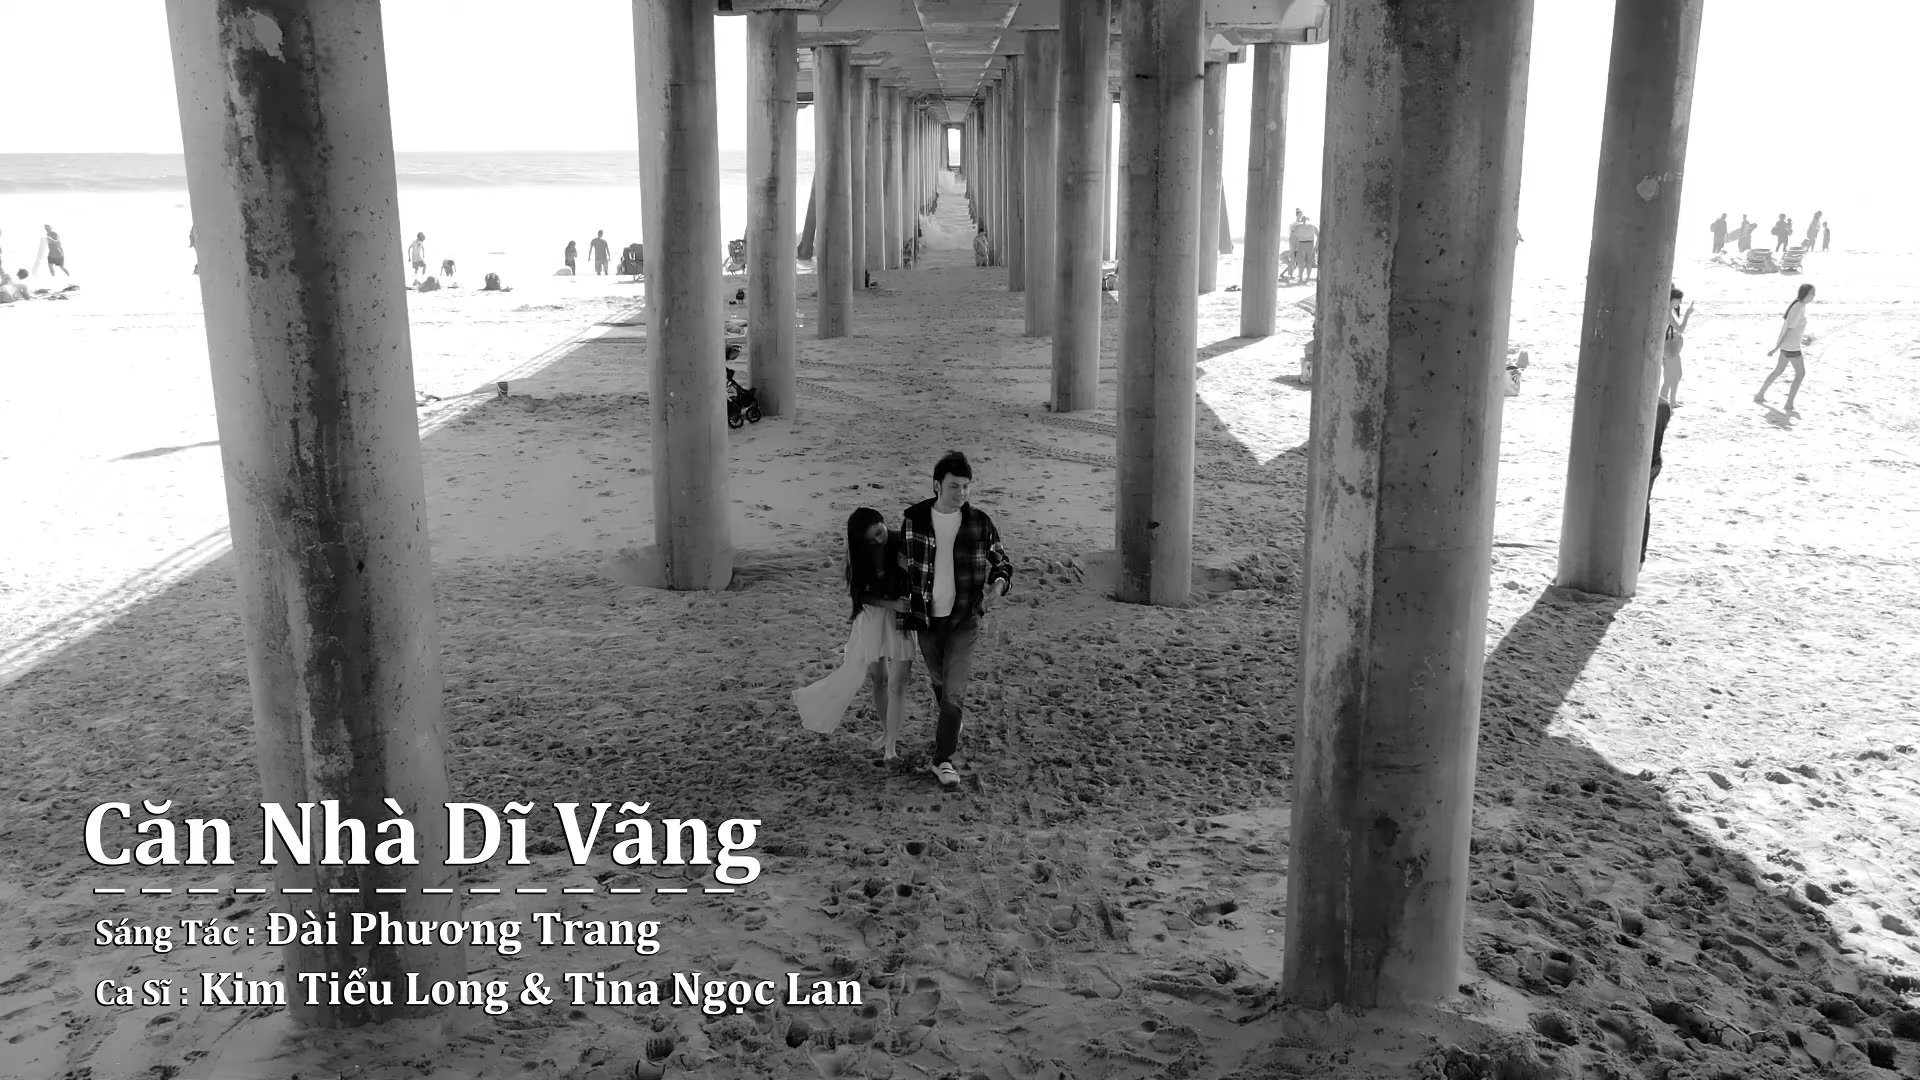 Căn Nhà Dĩ Vãng
Sáng Tác : Đài Phương Trang
Ca Sĩ : Kim Tiểu Long & Tina Ngọc Lan